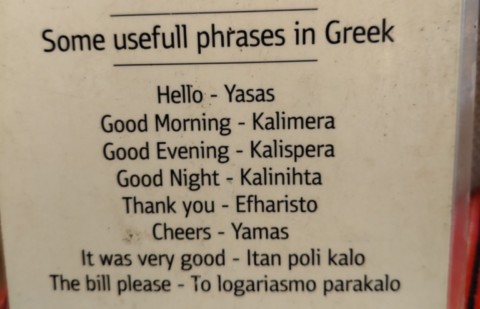 Some usefull phrases in Greek
Hello - Yasas
Good Morning - Kalimera
Good Evening - Kalispera
Good Night - Kalinihta
Thank you - Efharisto
Cheers - Yamas
It was very good - Itan poli kalo
The bill please - To logariasmo parakalo